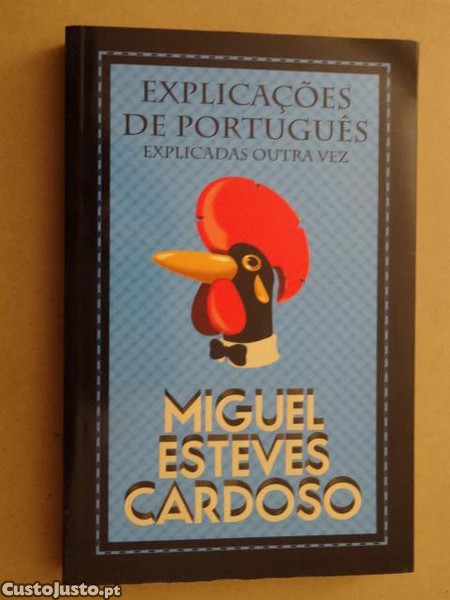 EXPLICAÇÕES
DE PORTUGUÊS
EXPLICADAS OUTRA VEZ
MIGUEL
ESTEVES
CARDOSO
CustoJusto.pt